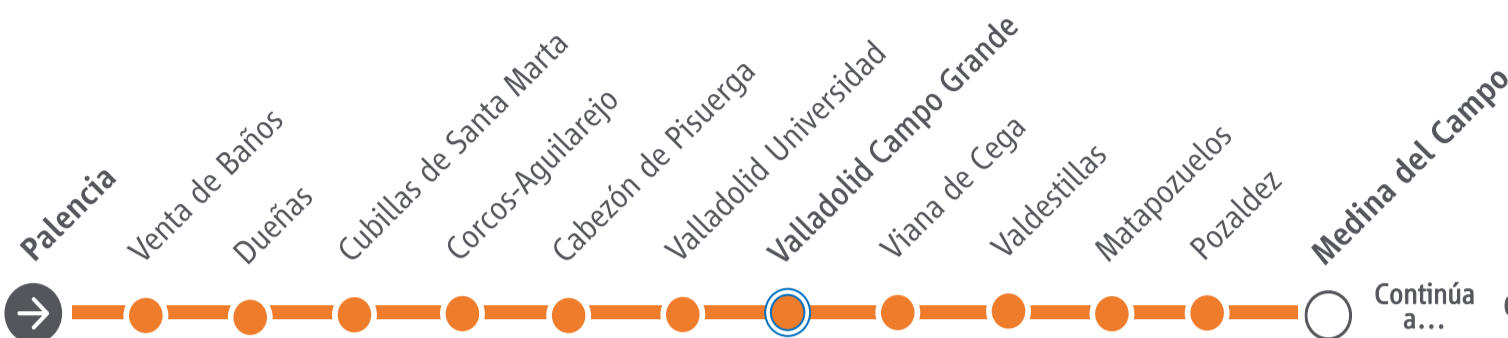 Palencia
Venta de Baños
Dueñas
Cubillas de Santa Marta
Corcos-Aguilarejo
Cabezón de Pisuerga
Valladolid Universidad
Valladolid Campo Grande
Viana de Cega
Valdestillas
Matapozuelos
Pozaldez
Medina del Campo
Continúa
a...